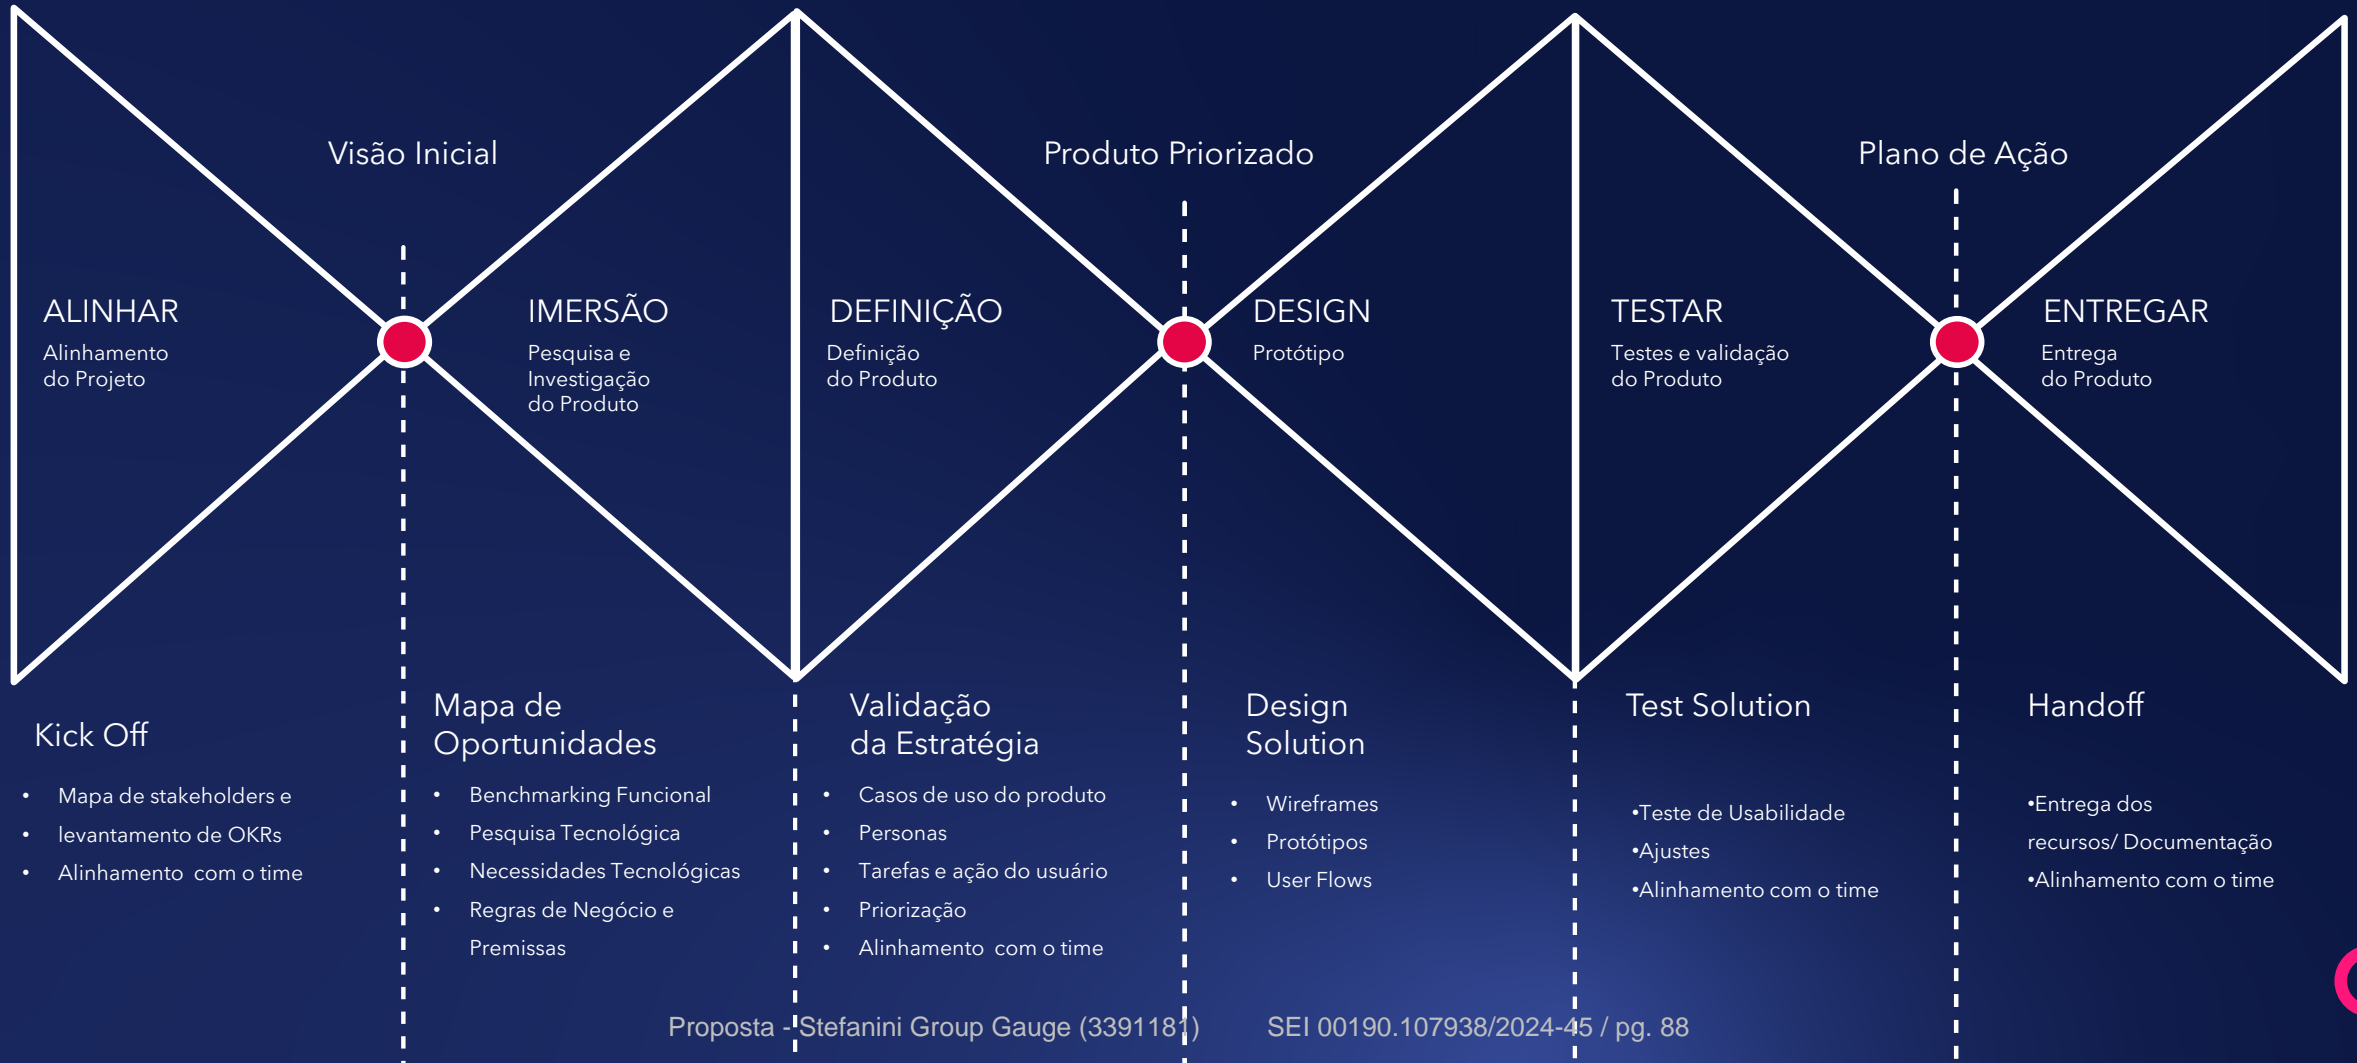 Visão Inicial
Produto Priorizado
Plano de Ação
ALINHAR
Alinhamento
do Projeto
IMERSÃO
Pesquisa e
Investigação
do Produto
DEFINIÇÃO
Definição
do Produto
DESIGN
Protótipo
TESTAR
Testes e validação
do Produto
ENTREGAR
Entrega
do Produto
Kick Off
• Mapa de stakeholders e
• levantamento de OKRs
• Alinhamento com o time
Mapa de
Oportunidades
• Benchmarking Funcional
• Pesquisa Tecnológica
• Necessidades Tecnológicas
• Regras de Negócio e
Premissas
Validação
da Estratégia
• Casos de uso do produto
• Personas
• Tarefas e ação do usuário
• Priorização
• Alinhamento com o time
Design
Solution
• Wireframes
• Protótipos
• User Flows
Test Solution
•Teste de Usabilidade
•Ajustes
•Alinhamento com o time
Handoff
•Entrega dos
recursos/ Documentação
•Alinhamento com o time
Proposta - Stefanini Group Gauge (3391181) SEI 00190.107938/2024-45 / pg. 88